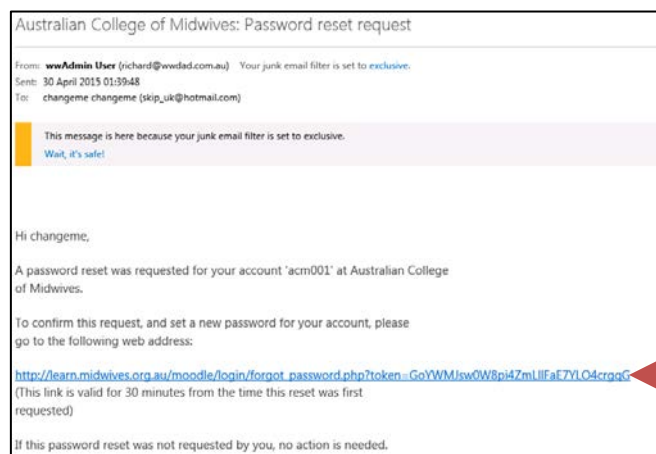 Australian College of Midwives: Password reset request
From: wwAdmin User (richard@wwdad.com.au) Your junk email filter is set to exclusive.
Sent: 30 April 2015 01:39:48
To: changeme changeme (skip_uk@hotmail.com)
This message is here because your junk email filter is set to exclusive.
Wait, it's safe!
Hi changeme,
A password reset was requested for your account 'acm001' at Australian College
of Midwives.
To confirm this request, and set a new password for your account, please
go to the following web address:
http://learn.midwives.org.au/moodle/login/forgot_password.php?token=GoYWMJsw0W8pi4ZmLIlFaE7YLO4crgqG
(This link is valid for 30 minutes from the time this reset was first
requested)
If this password reset was not requested by you, no action is needed.